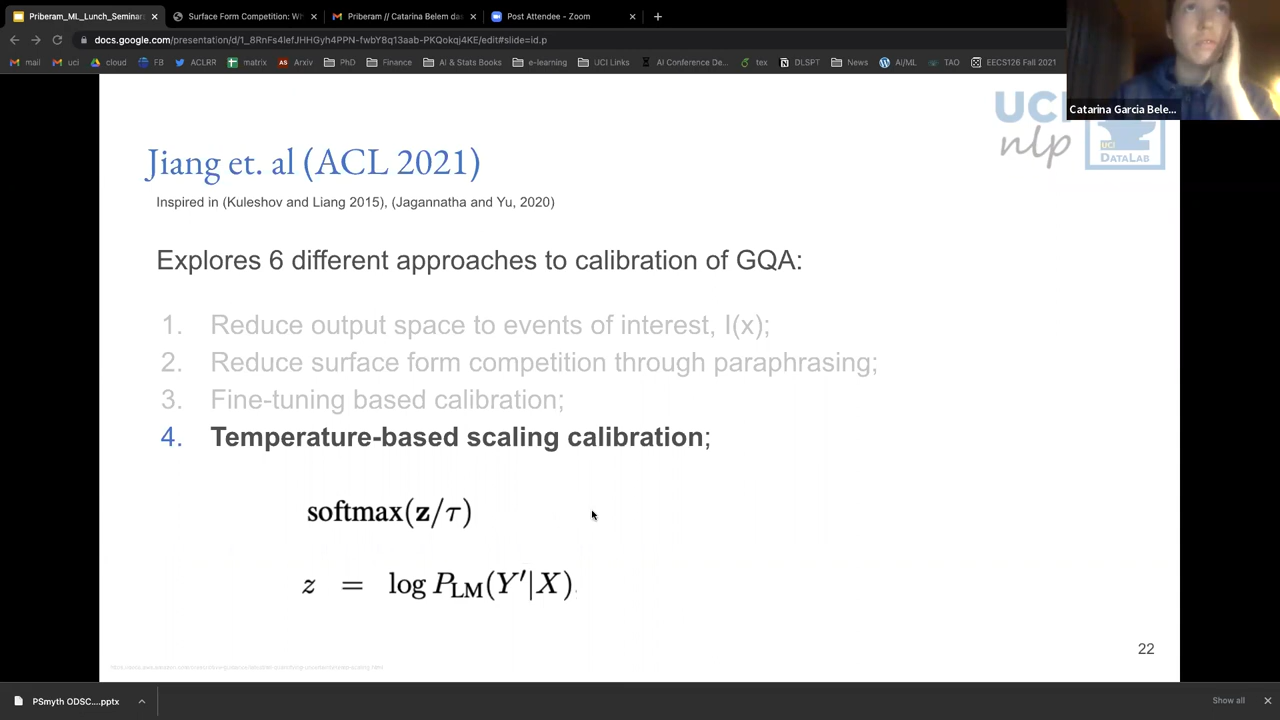 Priberam_ML_Lunch_Seminar
Surface Form Competition: Wh
Priberam // Catarina Belem das
Post Attendee - Zoom
docs.google.com/presentation/d/1_8RnFs4lefJHHGyh4PPN-fwbY8q13aab-PKQokqj4KE/edit#slide=id.p
mail
uci
cloud
FB
ACLRR
matrix
Arxiv
PhD
Finance
AI & Stats Books
e-learning
UCI Links
AI Conference De...
tex
DLSPT
News
AI/ML
TAO
EECS126 Fall 2021
Catarina Garcia Bele...
UCI
nlp
UCI
DATALAB
Jiang et. al (ACL 2021)
Inspired in (Kuleshov and Liang 2015), (Jagannatha and Yu, 2020)
Explores 6 different approaches to calibration of GQA:
1. Reduce output space to events of interest, I(x);
2. Reduce surface form competition through paraphrasing;
3. Fine-tuning based calibration;
4. Temperature-based scaling calibration;
softmax(z/τ)
z = log P_LM(Y′|X)
22
PSmyth ODSC....pptx
Show all